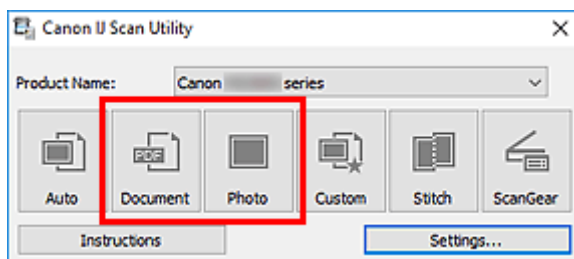 Canon IJ Scan Utility
Product Name: Canon series
PDF
Auto Document Photo Custom Stitch ScanGear
Instructions Settings...